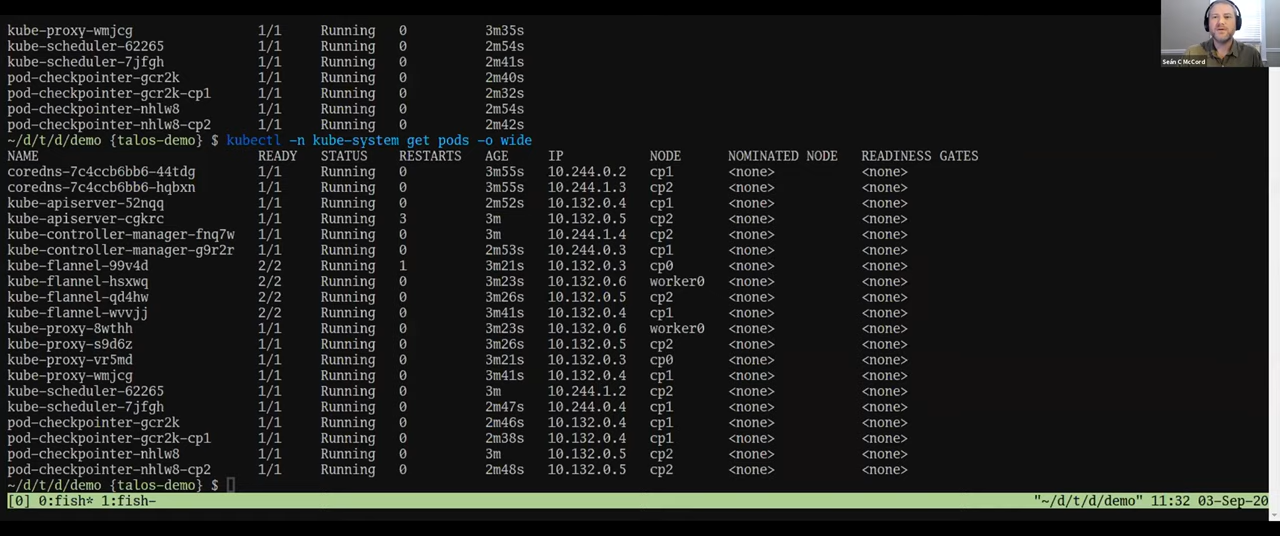 kube-proxy-wmjcg 1/1 Running 0 3m35s
kube-scheduler-62265 1/1 Running 0 2m54s
kube-scheduler-7jfgh 1/1 Running 0 2m41s
pod-checkpointer-gcr2k 1/1 Running 0 2m40s
pod-checkpointer-gcr2k-cp1 1/1 Running 0 2m32s
pod-checkpointer-nhlw8 1/1 Running 0 2m54s
pod-checkpointer-nhlw8-cp2 1/1 Running 0 2m42s
Seán C McCord
~/d/t/d/demo {talos-demo} $ kubectl -n kube-system get pods -o wide
NAME READY STATUS RESTARTS AGE IP NODE NOMINATED NODE READINESS GATES
coredns-7c4ccb6bb6-44tdg 1/1 Running 0 3m55s 10.244.0.2 cp1 <none> <none>
coredns-7c4ccb6bb6-hqbxn 1/1 Running 0 3m55s 10.244.1.3 cp2 <none> <none>
kube-apiserver-52nqq 1/1 Running 0 2m52s 10.132.0.4 cp1 <none> <none>
kube-apiserver-cgkrc 1/1 Running 3 3m 10.132.0.5 cp2 <none> <none>
kube-controller-manager-fnq7w 1/1 Running 0 3m 10.244.1.4 cp2 <none> <none>
kube-controller-manager-g9r2r 1/1 Running 0 2m53s 10.244.0.3 cp1 <none> <none>
kube-flannel-99v4d 2/2 Running 1 3m21s 10.132.0.3 cp0 <none> <none>
kube-flannel-hsxwq 2/2 Running 0 3m23s 10.132.0.6 worker0 <none> <none>
kube-flannel-qd4hw 2/2 Running 0 3m26s 10.132.0.5 cp2 <none> <none>
kube-flannel-wvvjj 2/2 Running 0 3m41s 10.132.0.4 cp1 <none> <none>
kube-proxy-8wthh 1/1 Running 0 3m23s 10.132.0.6 worker0 <none> <none>
kube-proxy-s9d6z 1/1 Running 0 3m26s 10.132.0.5 cp2 <none> <none>
kube-proxy-vr5md 1/1 Running 0 3m21s 10.132.0.3 cp0 <none> <none>
kube-proxy-wmjcg 1/1 Running 0 3m41s 10.132.0.4 cp1 <none> <none>
kube-scheduler-62265 1/1 Running 0 3m 10.244.1.2 cp2 <none> <none>
kube-scheduler-7jfgh 1/1 Running 0 2m47s 10.244.0.4 cp1 <none> <none>
pod-checkpointer-gcr2k 1/1 Running 0 2m46s 10.132.0.4 cp1 <none> <none>
pod-checkpointer-gcr2k-cp1 1/1 Running 0 2m38s 10.132.0.4 cp1 <none> <none>
pod-checkpointer-nhlw8 1/1 Running 0 3m 10.132.0.5 cp2 <none> <none>
pod-checkpointer-nhlw8-cp2 1/1 Running 0 2m48s 10.132.0.5 cp2 <none> <none>
~/d/t/d/demo {talos-demo} $
[0] 0:fish* 1:fish- "~/d/t/d/demo" 11:32 03-Sep-20